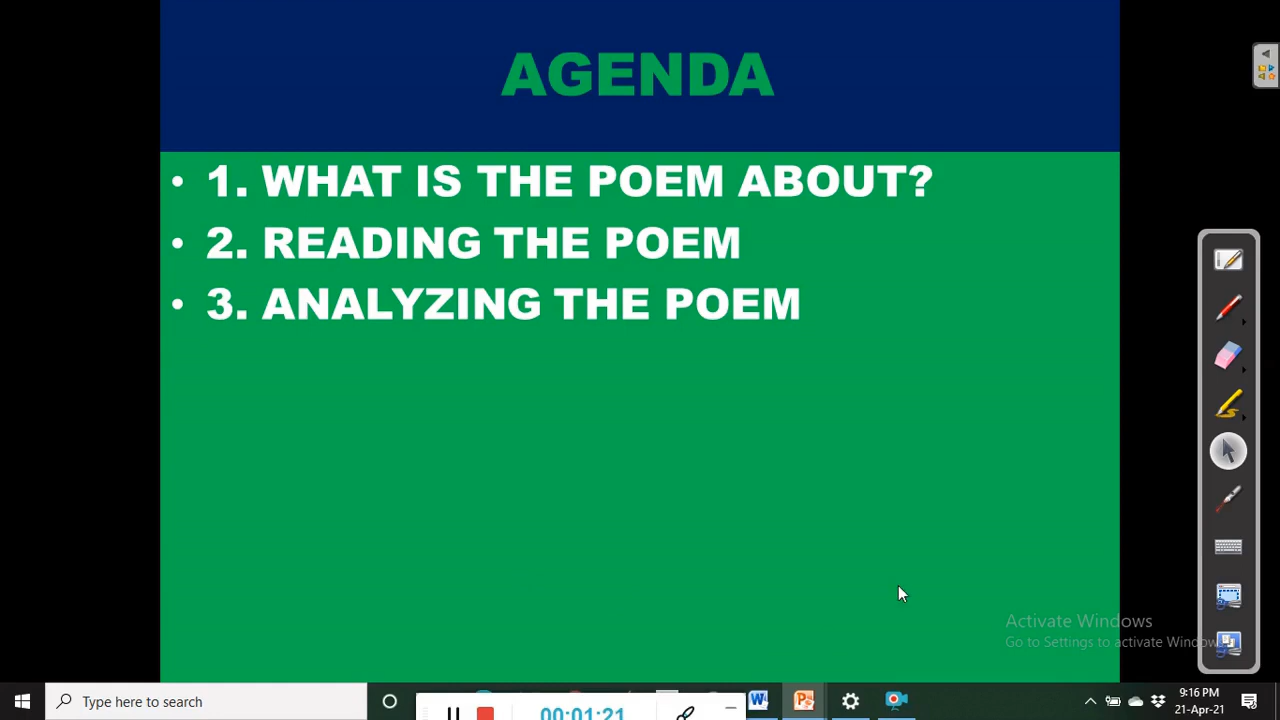 AGENDA
• 1. WHAT IS THE POEM ABOUT?
• 2. READING THE POEM
• 3. ANALYZING THE POEM
Activate Windows
Go to Settings to activate Windows
Type here to search
00:01:21
9:16 PM
21-Apr-21